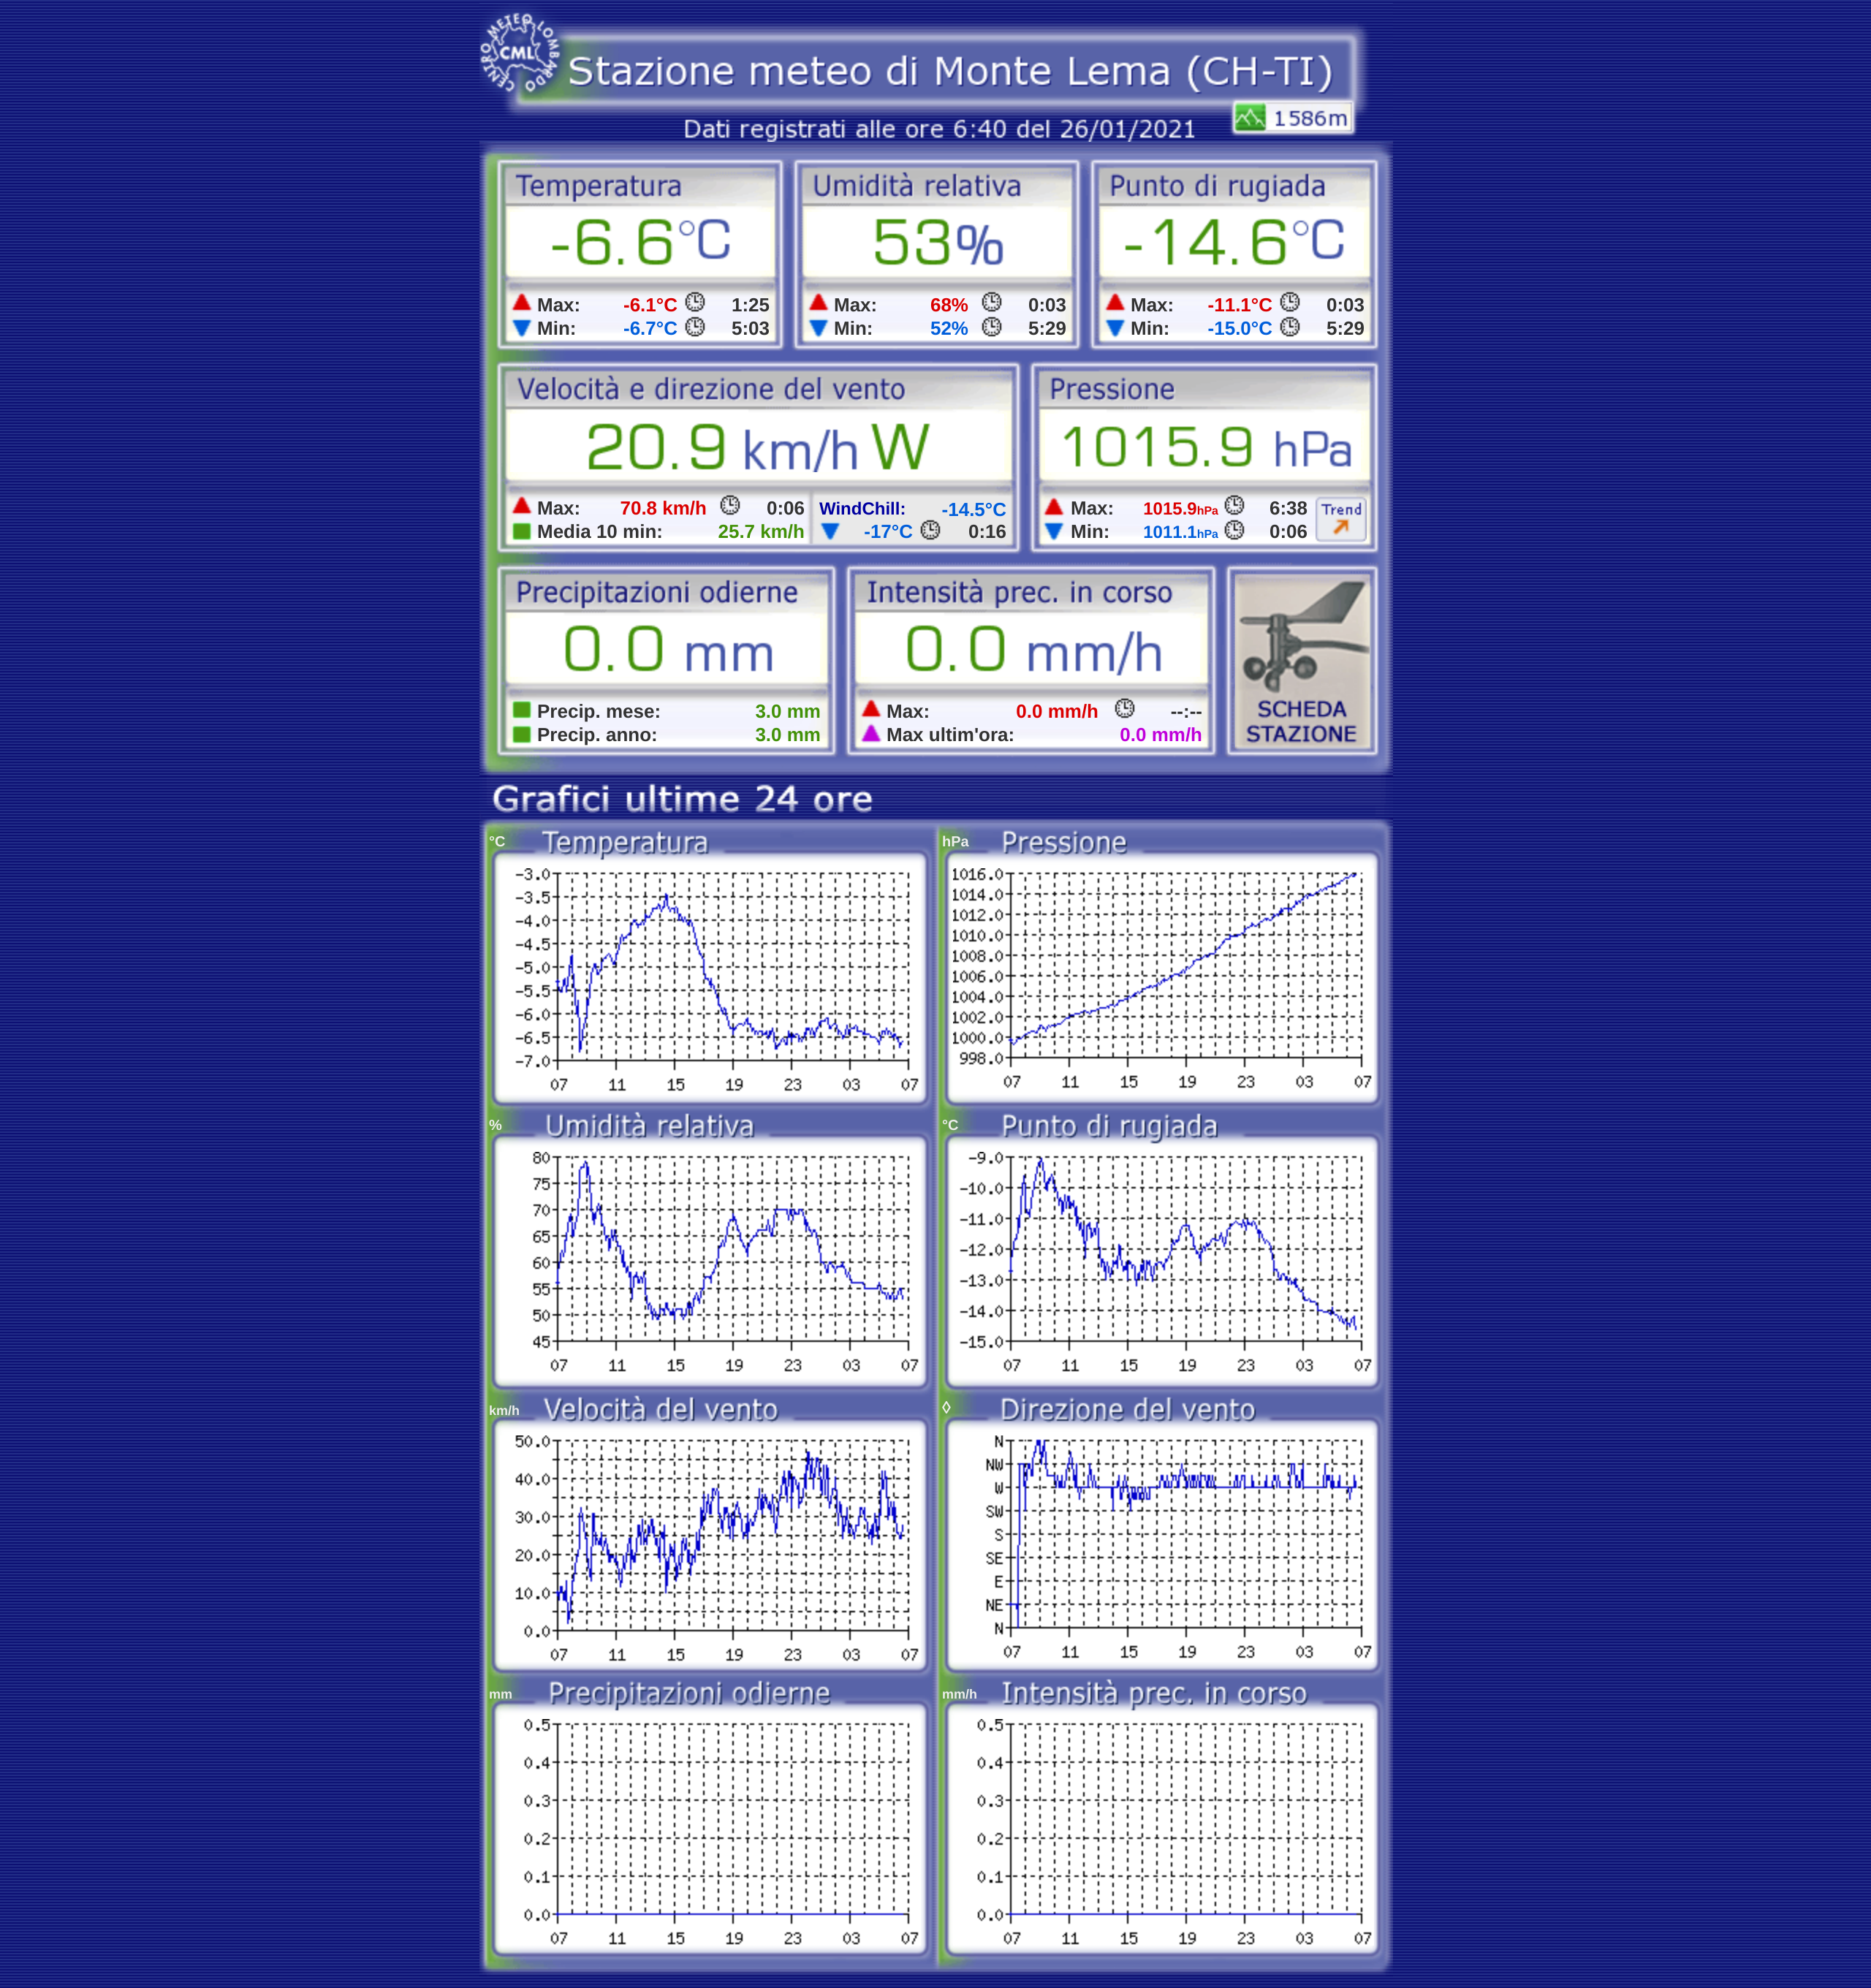 CENTRO METEO LOMBARDO
CML
Stazione meteo di Monte Lema (CH-TI)
1586m
Dati registrati alle ore 6:40 del 26/01/2021
Temperatura Umidità relativa Punto di rugiada
-6.6°C 53% -14.6°C
Max: -6.1°C 1:25 Max: 68% 0:03 Max: -11.1°C 0:03
Min: -6.7°C 5:03 Min: 52% 5:29 Min: -15.0°C 5:29
Velocità e direzione del vento Pressione
20.9 km/h W 1015.9 hPa
Max: 70.8 km/h 0:06 WindChill: -14.5°C Max: 1015.9hPa 6:38 Trend
Media 10 min: 25.7 km/h -17°C 0:16 Min: 1011.1hPa 0:06
Precipitazioni odierne Intensità prec. in corso
0.0 mm 0.0 mm/h
Precip. mese: 3.0 mm Max: 0.0 mm/h --:-- SCHEDA
Precip. anno: 3.0 mm Max ultim'ora: 0.0 mm/h STAZIONE
Grafici ultime 24 ore
°C Temperatura
-3.0
-3.5
-4.0
-4.5
-5.0
-5.5
-6.0
-6.5
-7.0
07 11 15 19 23 03 07
hPa Pressione
1016.0
1014.0
1012.0
1010.0
1008.0
1006.0
1004.0
1002.0
1000.0
998.0
07 11 15 19 23 03 07
% Umidità relativa
80
75
70
65
60
55
50
45
07 11 15 19 23 03 07
°C Punto di rugiada
-9.0
-10.0
-11.0
-12.0
-13.0
-14.0
-15.0
07 11 15 19 23 03 07
km/h Velocità del vento
50.0
40.0
30.0
20.0
10.0
0.0
07 11 15 19 23 03 07
◊ Direzione del vento
N
NW
W
SW
S
SE
E
NE
N
07 11 15 19 23 03 07
mm Precipitazioni odierne
0.5
0.4
0.3
0.2
0.1
0.0
07 11 15 19 23 03 07
mm/h Intensità prec. in corso
0.5
0.4
0.3
0.2
0.1
0.0
07 11 15 19 23 03 07